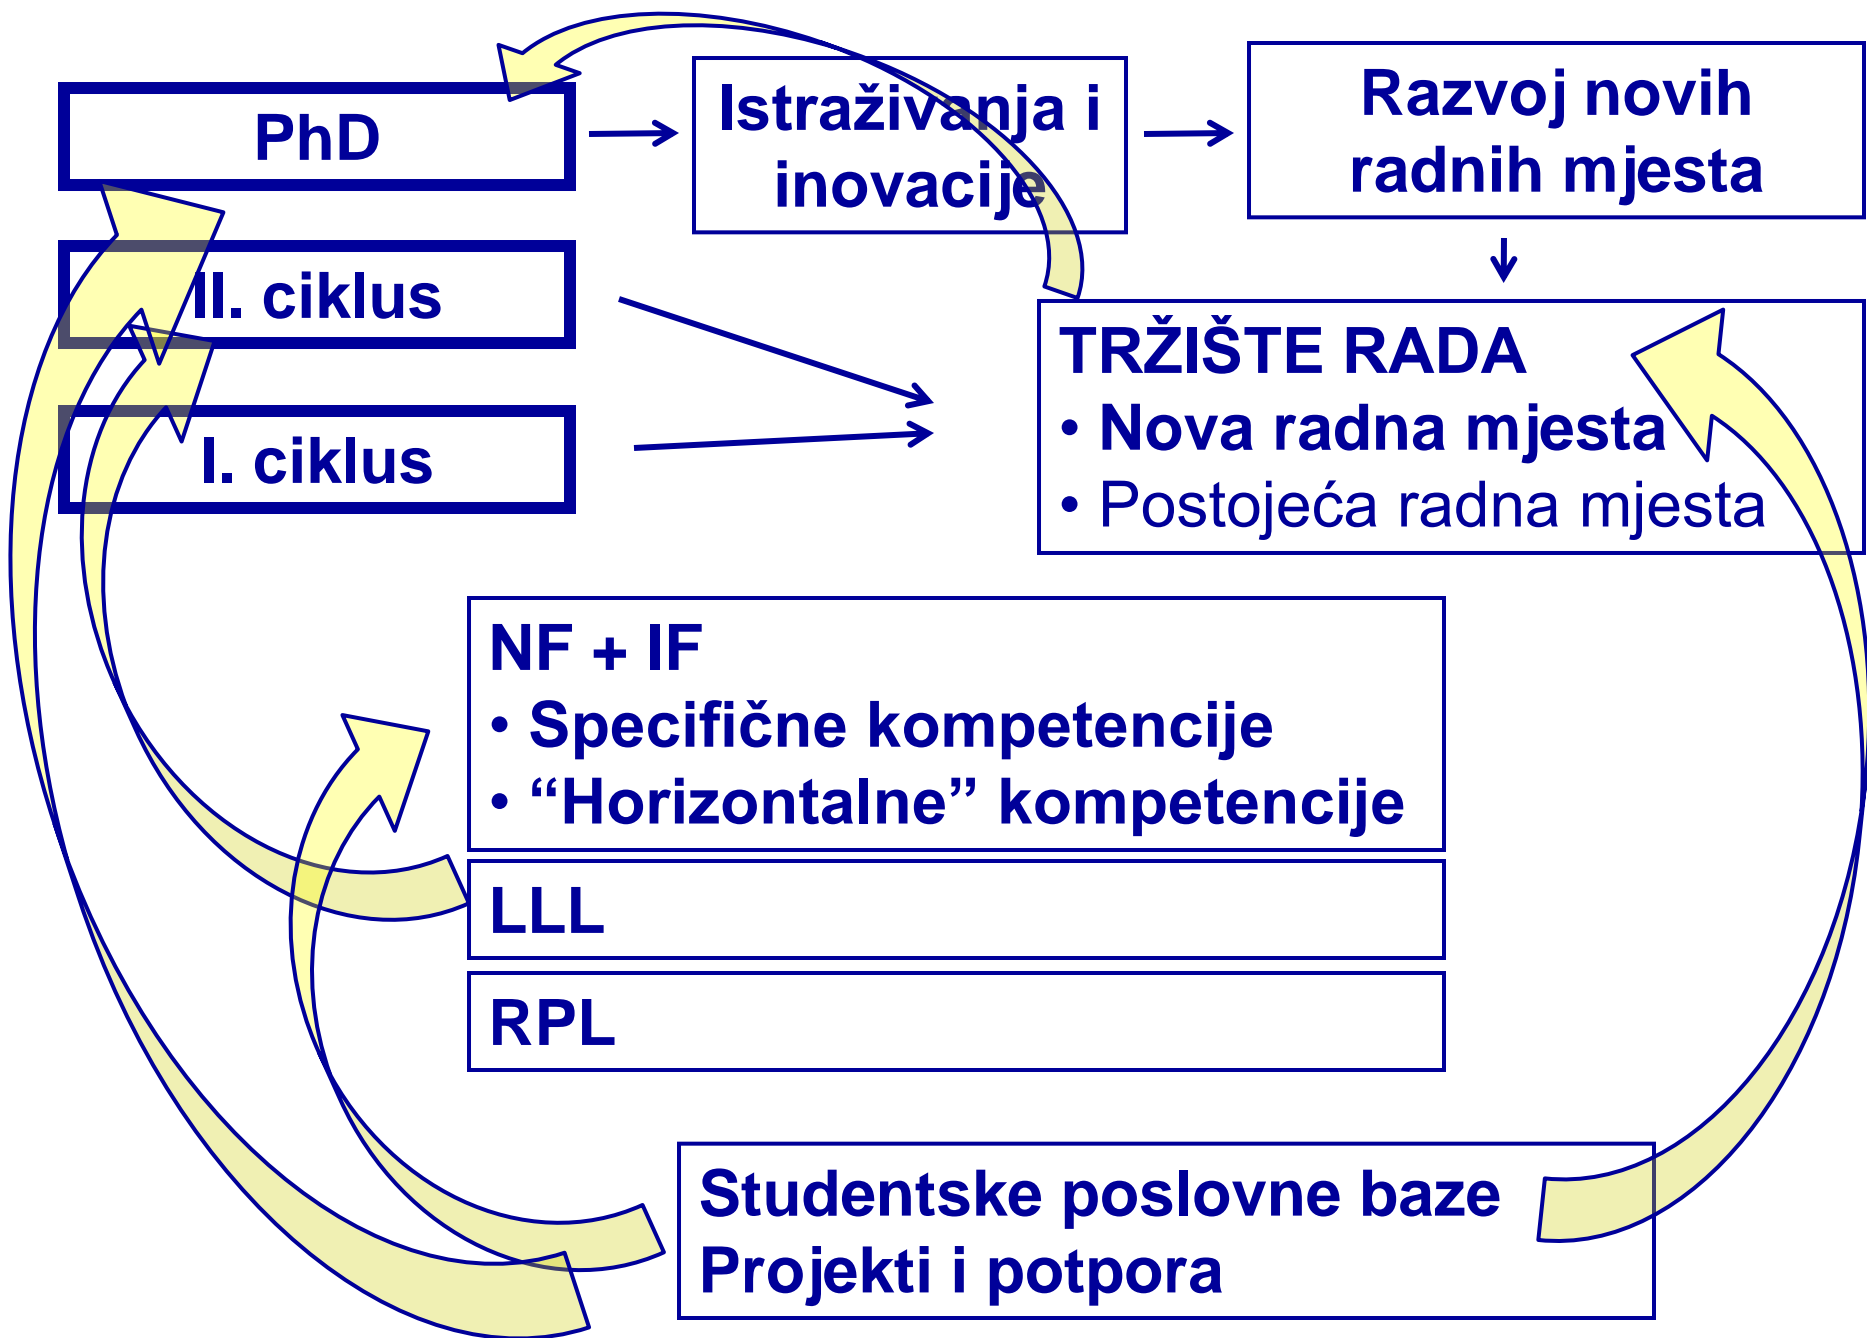 PhD
Istraživanja i
inovacije
Razvoj novih
radnih mjesta
II. ciklus
I. ciklus
TRŽIŠTE RADA
• Nova radna mjesta
• Postojeća radna mjesta
NF + IF
• Specifične kompetencije
• “Horizontalne” kompetencije
LLL
RPL
Studentske poslovne baze
Projekti i potpora